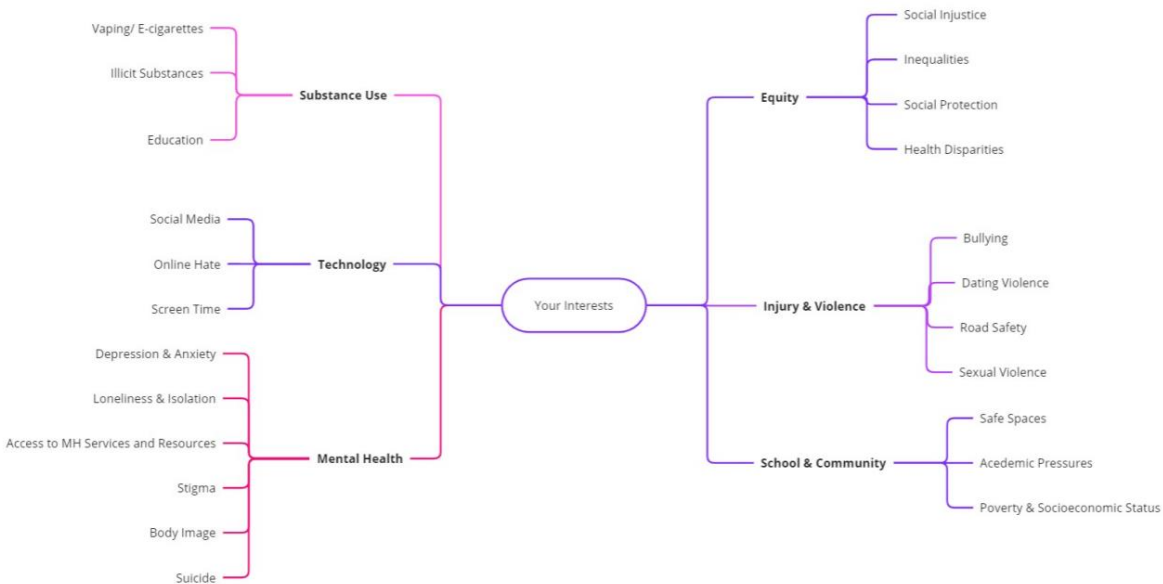 Your Interests
Substance Use
Vaping/ E-cigarettes
Illicit Substances
Education
Technology
Social Media
Online Hate
Screen Time
Mental Health
Depression & Anxiety
Loneliness & Isolation
Access to MH Services and Resources
Stigma
Body Image
Suicide
Equity
Social Injustice
Inequalities
Social Protection
Health Disparities
Injury & Violence
Bullying
Dating Violence
Road Safety
Sexual Violence
School & Community
Safe Spaces
Acedemic Pressures
Poverty & Socioeconomic Status